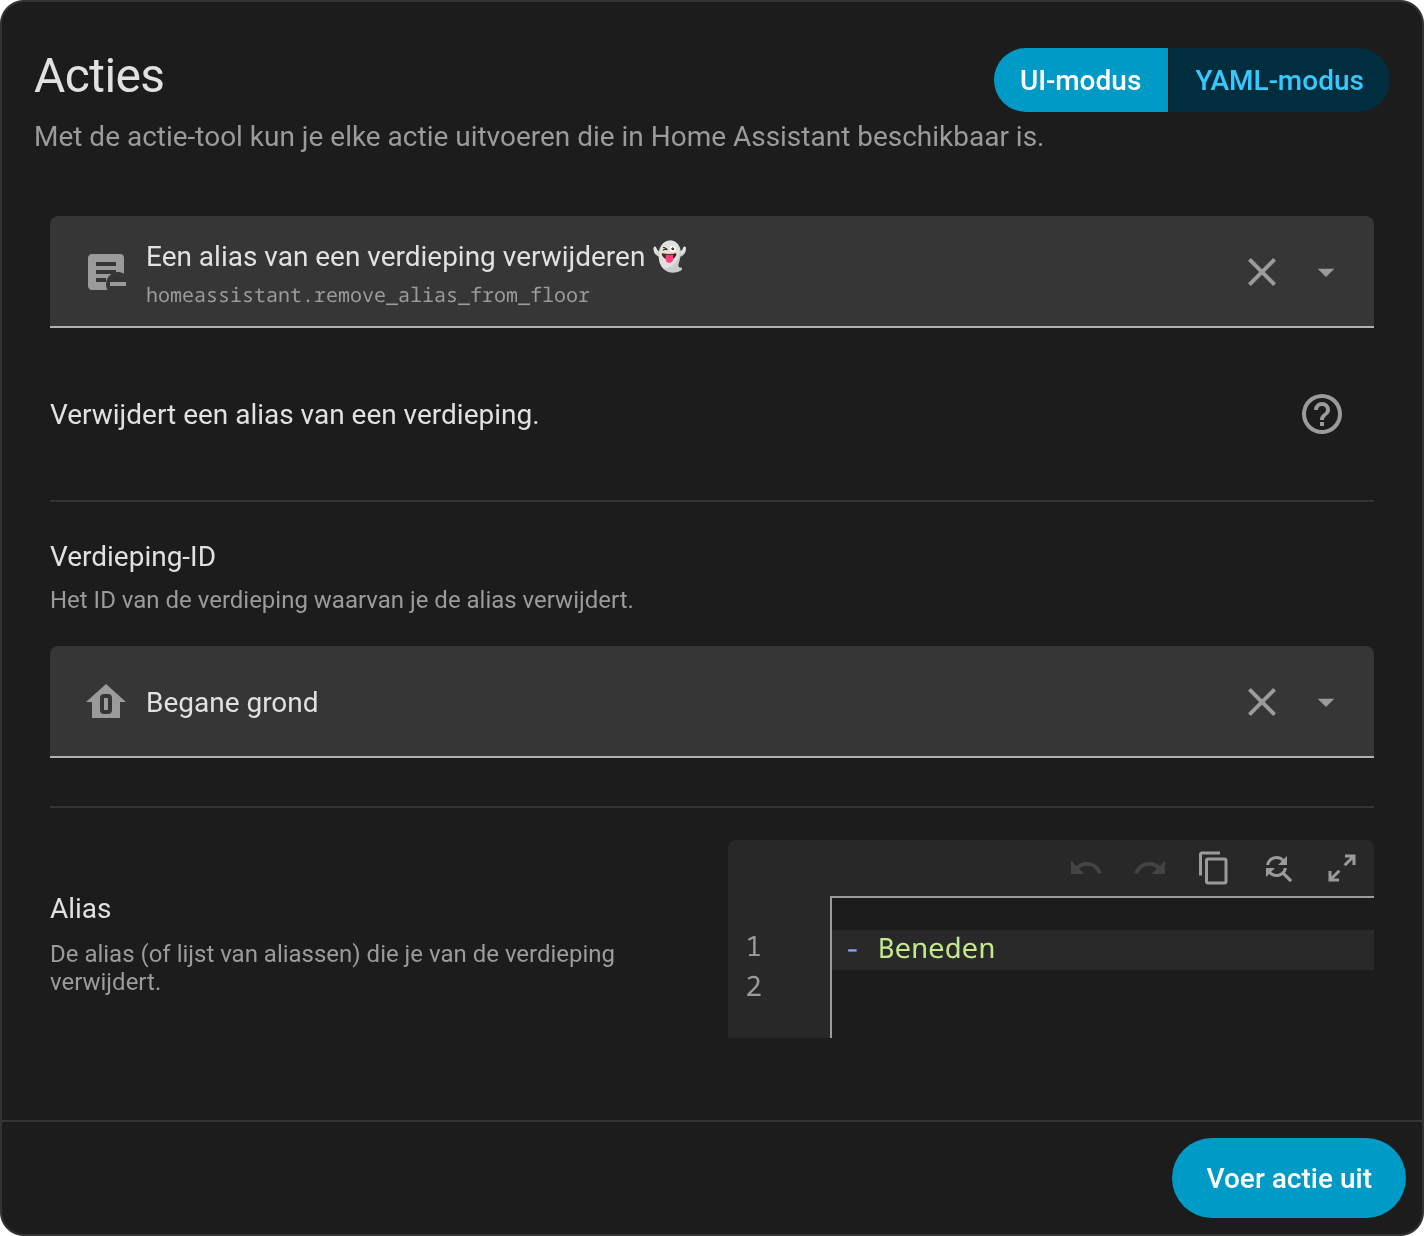 Acties
UI-modus
YAML-modus
Met de actie-tool kun je elke actie uitvoeren die in Home Assistant beschikbaar is.
Een alias van een verdieping verwijderen 👻
homeassistant.remove_alias_from_floor
Verwijdert een alias van een verdieping.
Verdieping-ID
Het ID van de verdieping waarvan je de alias verwijdert.
0
Begane grond
Alias
De alias (of lijst van aliassen) die je van de verdieping
verwijdert.
1 - Beneden
2
Voer actie uit